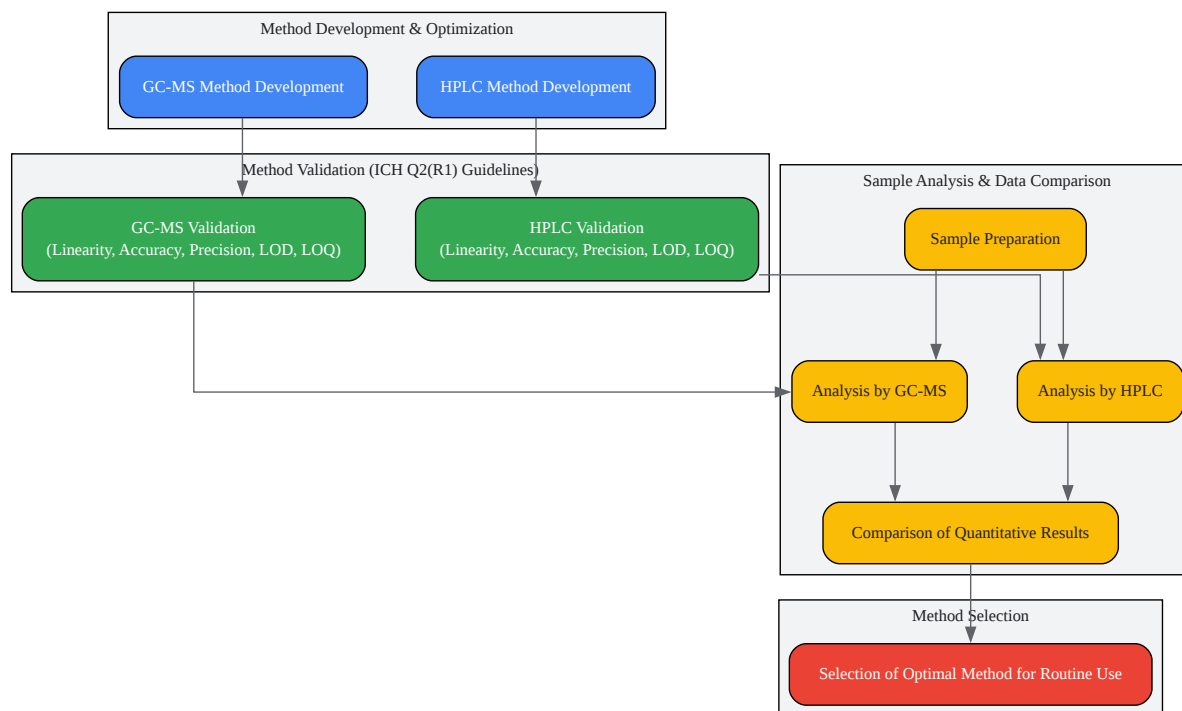 Method Development & Optimization
GC-MS Method Development
HPLC Method Development
Method Validation (ICH Q2(R1) Guidelines)
GC-MS Validation
(Linearity, Accuracy, Precision, LOD, LOQ)
HPLC Validation
(Linearity, Accuracy, Precision, LOD, LOQ)
Sample Analysis & Data Comparison
Sample Preparation
Analysis by GC-MS
Analysis by HPLC
Comparison of Quantitative Results
Method Selection
Selection of Optimal Method for Routine Use